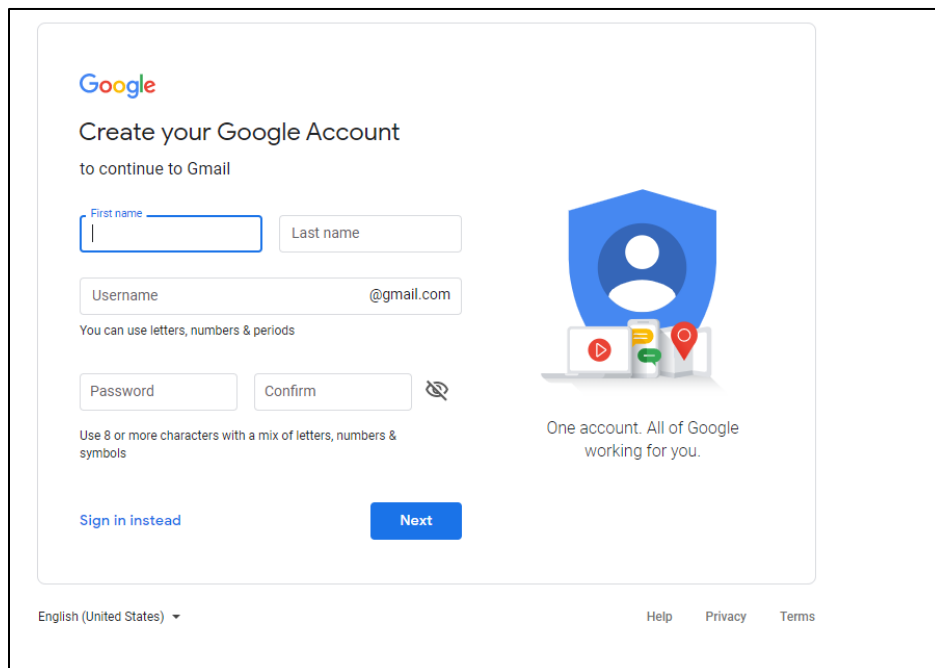 Google
Create your Google Account
to continue to Gmail
First name
Last name
Username @gmail.com
You can use letters, numbers & periods
Password
Confirm
Use 8 or more characters with a mix of letters, numbers &
symbols
One account. All of Google
working for you.
Sign in instead
Next
English (United States)
Help
Privacy
Terms